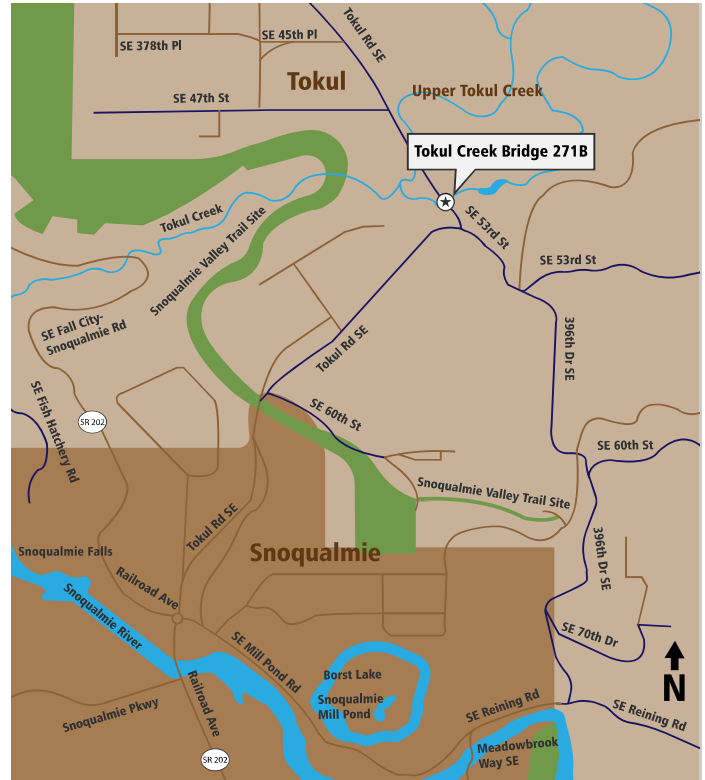 Tokul Rd SE
SE 45th Pl
SE 378th Pl
Tokul
Upper Tokul Creek
SE 47th St
Tokul Creek Bridge 271B
Tokul Creek
SE 53rd St
Snoqualmie Valley Trail Site
SE 53rd St
SE Fall City-
Snoqualmie Rd
Tokul Rd SE
396th Dr SE
SE Fish Hatchery Rd
SR 202
SE 60th St
SE 60th St
Snoqualmie Valley Trail Site
Tokul Rd SE
Snoqualmie
Snoqualmie Falls
396th Dr SE
Railroad Ave
Snoqualmie River
SE 70th Dr
SE Mill Pond Rd
Borst Lake
Snoqualmie
Mill Pond
N
Railroad Ave
Snoqualmie Pkwy
SE Reining Rd
SE Reining Rd
Meadowbrook
Way SE
SR 202